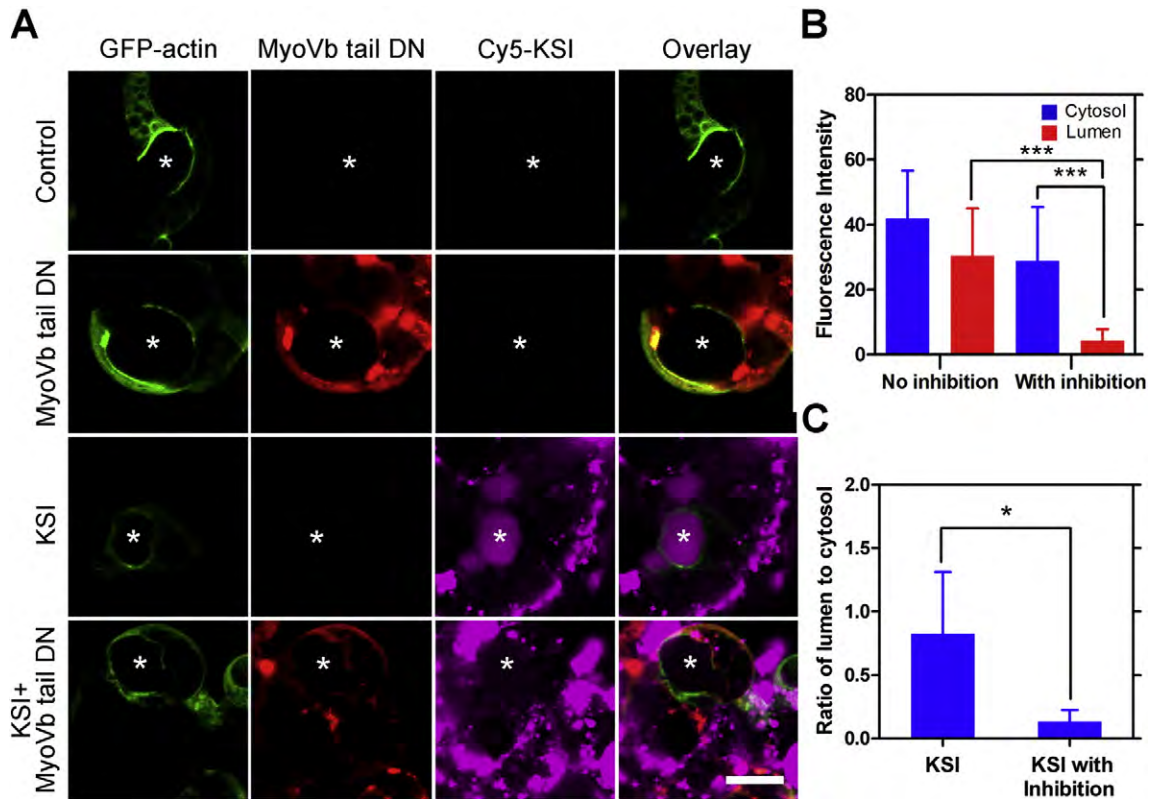 A
GFP-actin MyoVb tail DN Cy5-KSI Overlay
Control
* * * *
MyoVb tail DN
* * * *
KSI
* * * *
KSI+
MyoVb tail DN
* * * *
B
Fluorescence Intensity
80
60
40
20
0
Cytosol
Lumen
***
***
No inhibition With inhibition
C
Ratio of lumen to cytosol
2.0
1.5
1.0
0.5
0.0
*
KSI KSI with
Inhibition